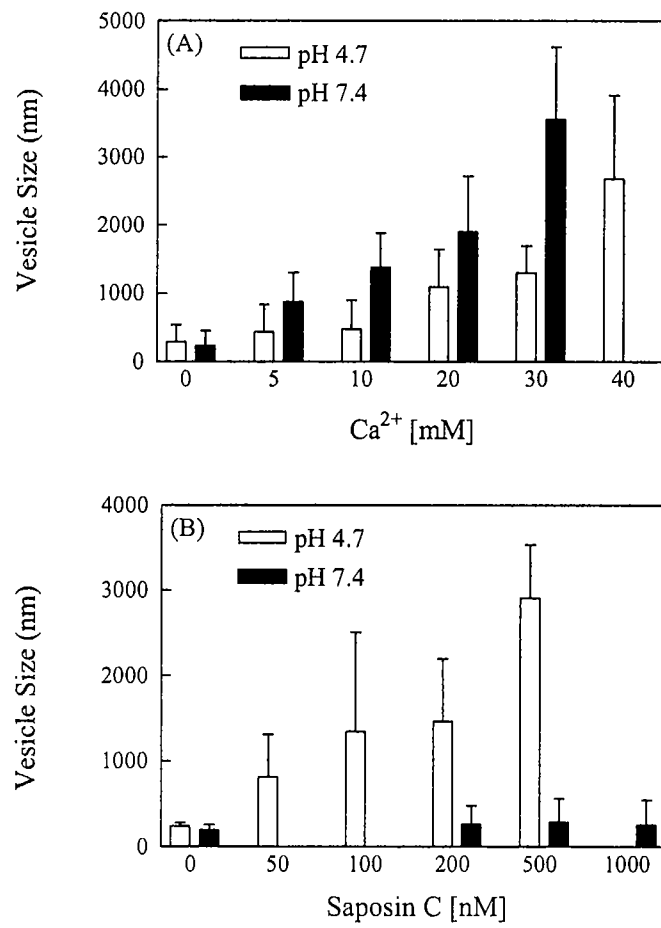 (A)
pH 4.7
pH 7.4
Vesicle Size (nm)
5000
4000
3000
2000
1000
0
0 5 10 20 30 40
Ca²⁺ [mM]
(B)
pH 4.7
pH 7.4
Vesicle Size (nm)
4000
3000
2000
1000
0
0 50 100 200 500 1000
Saposin C [nM]